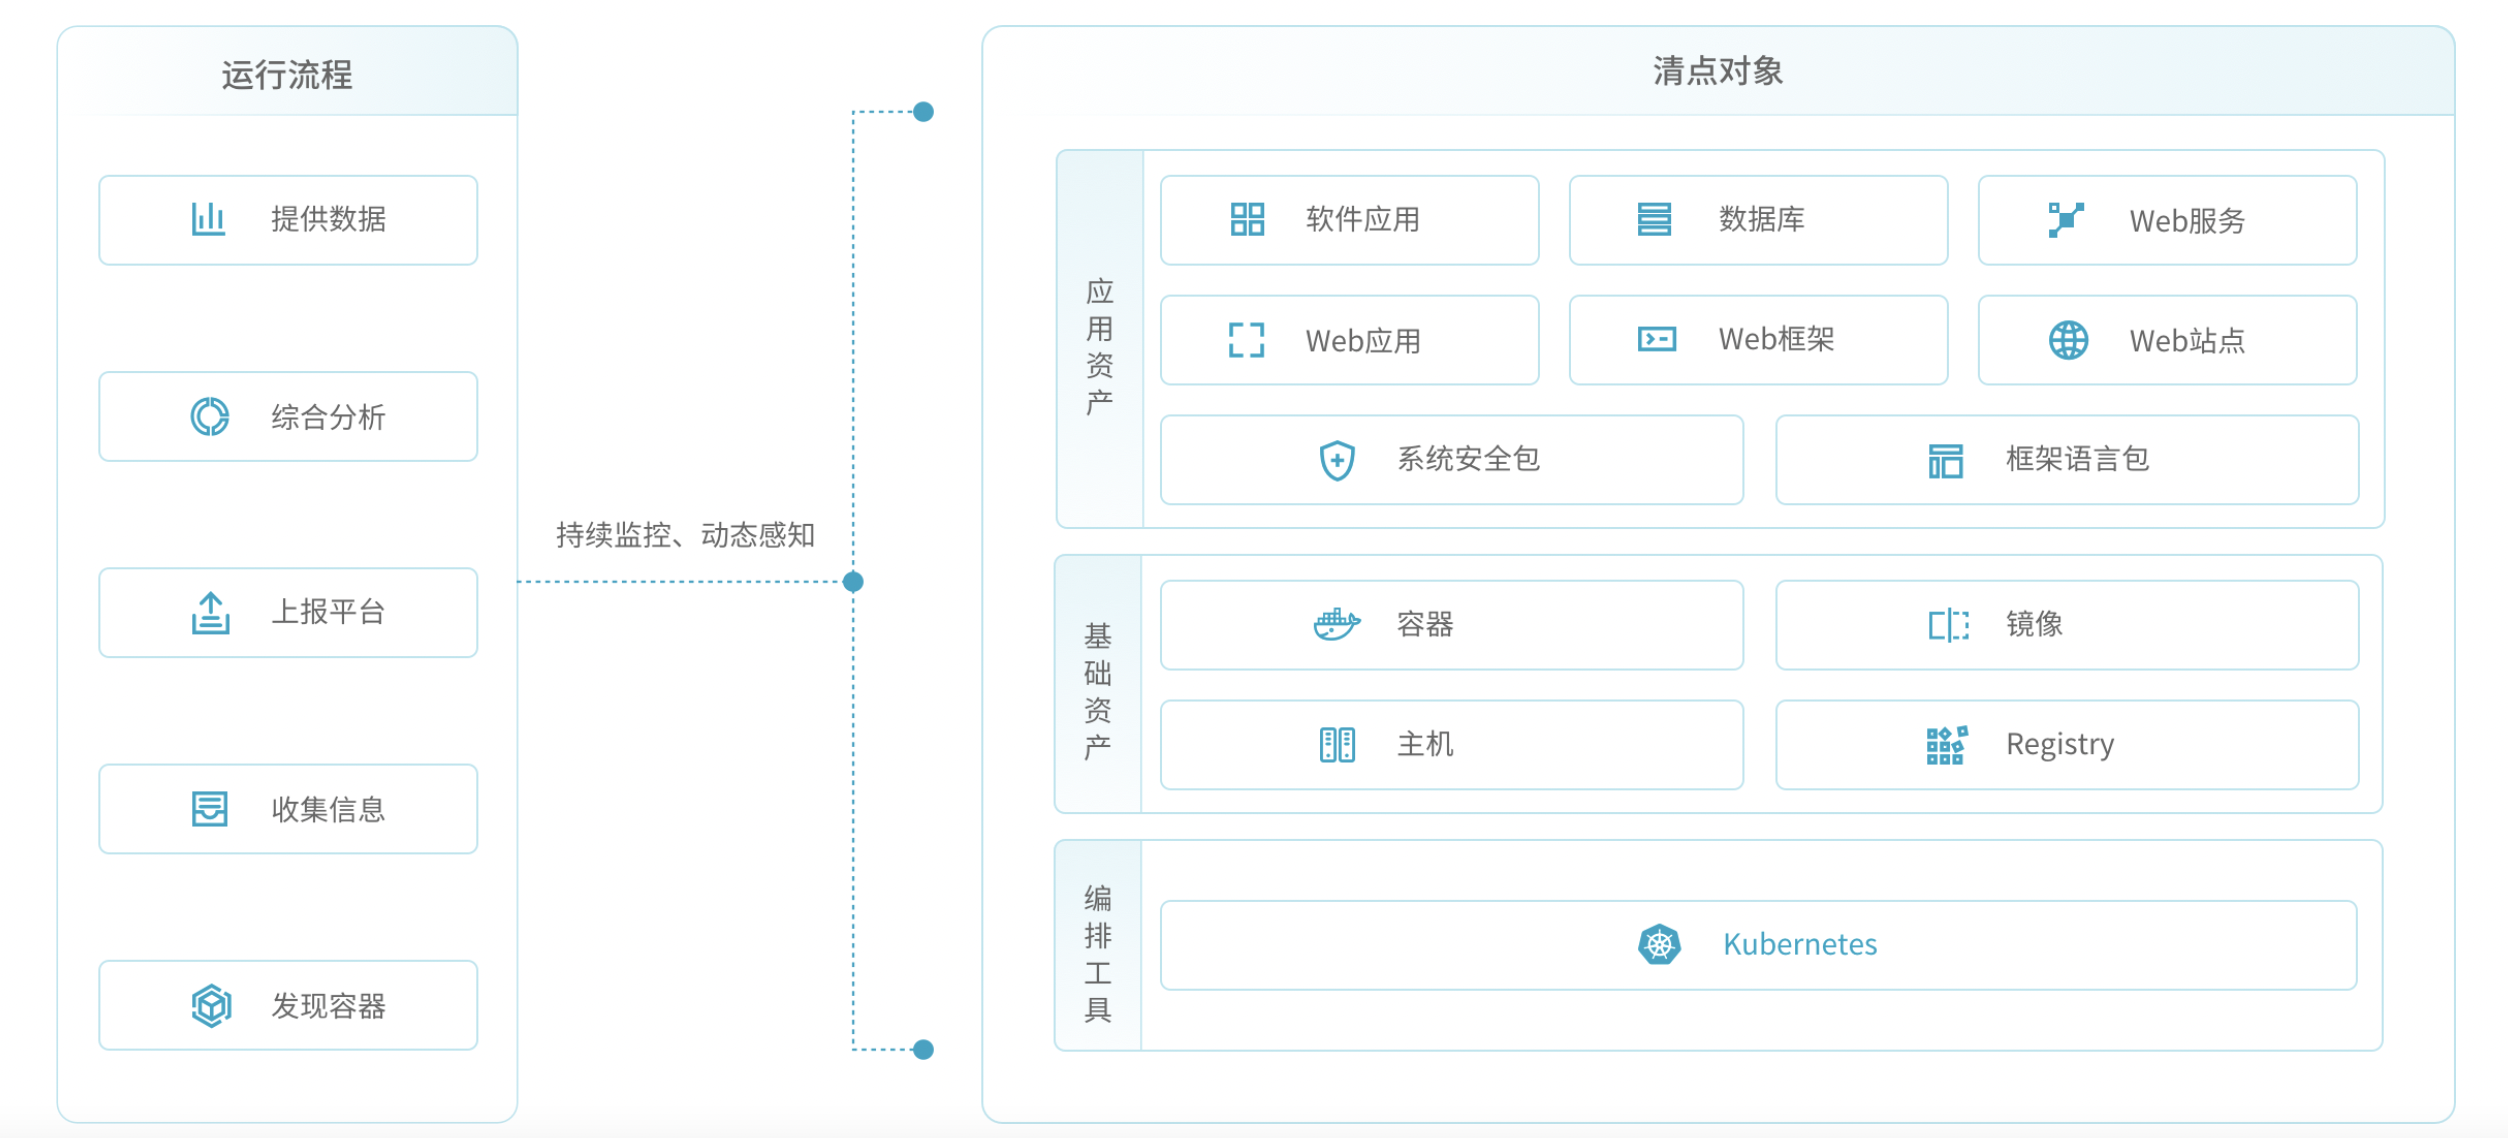 运行流程
提供数据
综合分析
上报平台
收集信息
发现容器
持续监控、动态感知
清点对象
应用资产
软件应用
数据库
Web服务
Web应用
Web框架
Web站点
系统安全包
框架语言包
基础资产
容器
镜像
主机
Registry
编排工具
Kubernetes